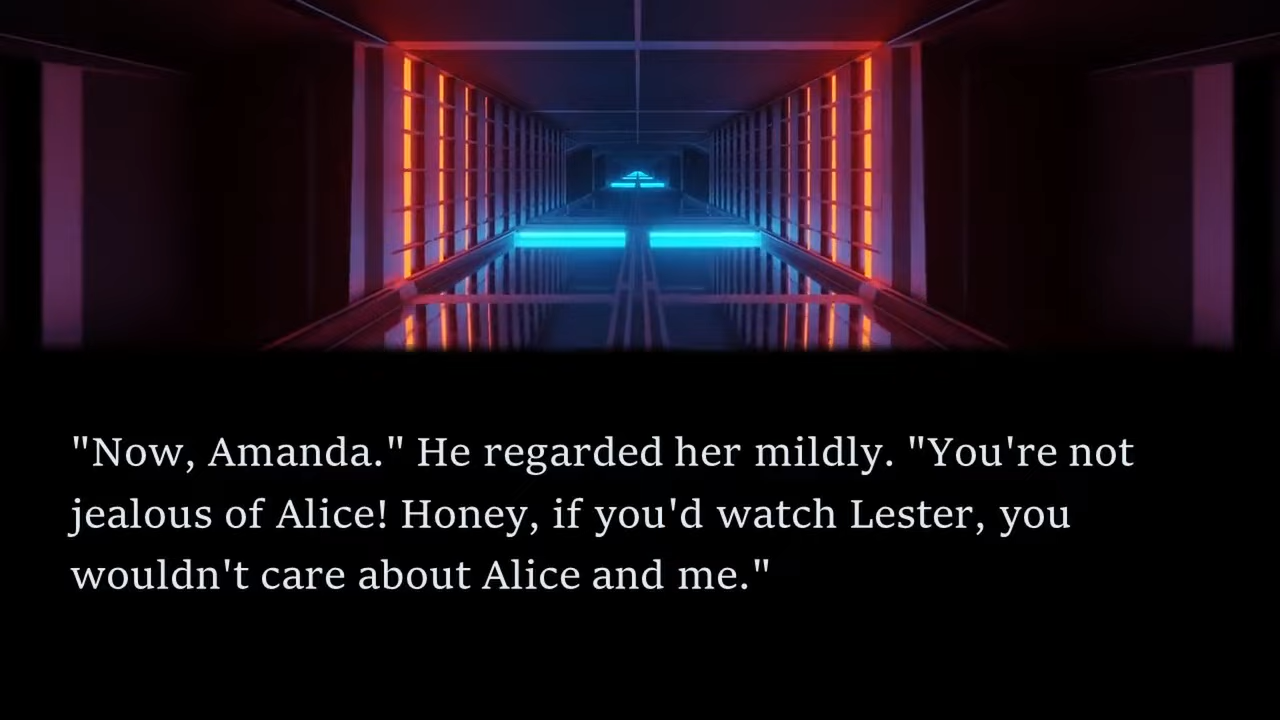 "Now, Amanda." He regarded her mildly. "You're not
jealous of Alice! Honey, if you'd watch Lester, you
wouldn't care about Alice and me."